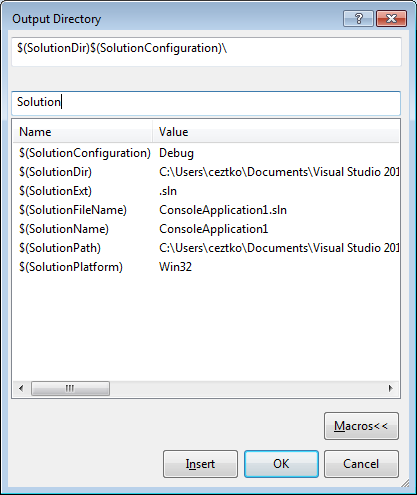 Output Directory
$(SolutionDir)$(SolutionConfiguration)\
Solution
Name Value
$(SolutionConfiguration) Debug
$(SolutionDir) C:\Users\ceztko\Documents\Visual Studio 201
$(SolutionExt) .sln
$(SolutionFileName) ConsoleApplication1.sln
$(SolutionName) ConsoleApplication1
$(SolutionPath) C:\Users\ceztko\Documents\Visual Studio 201
$(SolutionPlatform) Win32
Macros<<
Insert OK Cancel